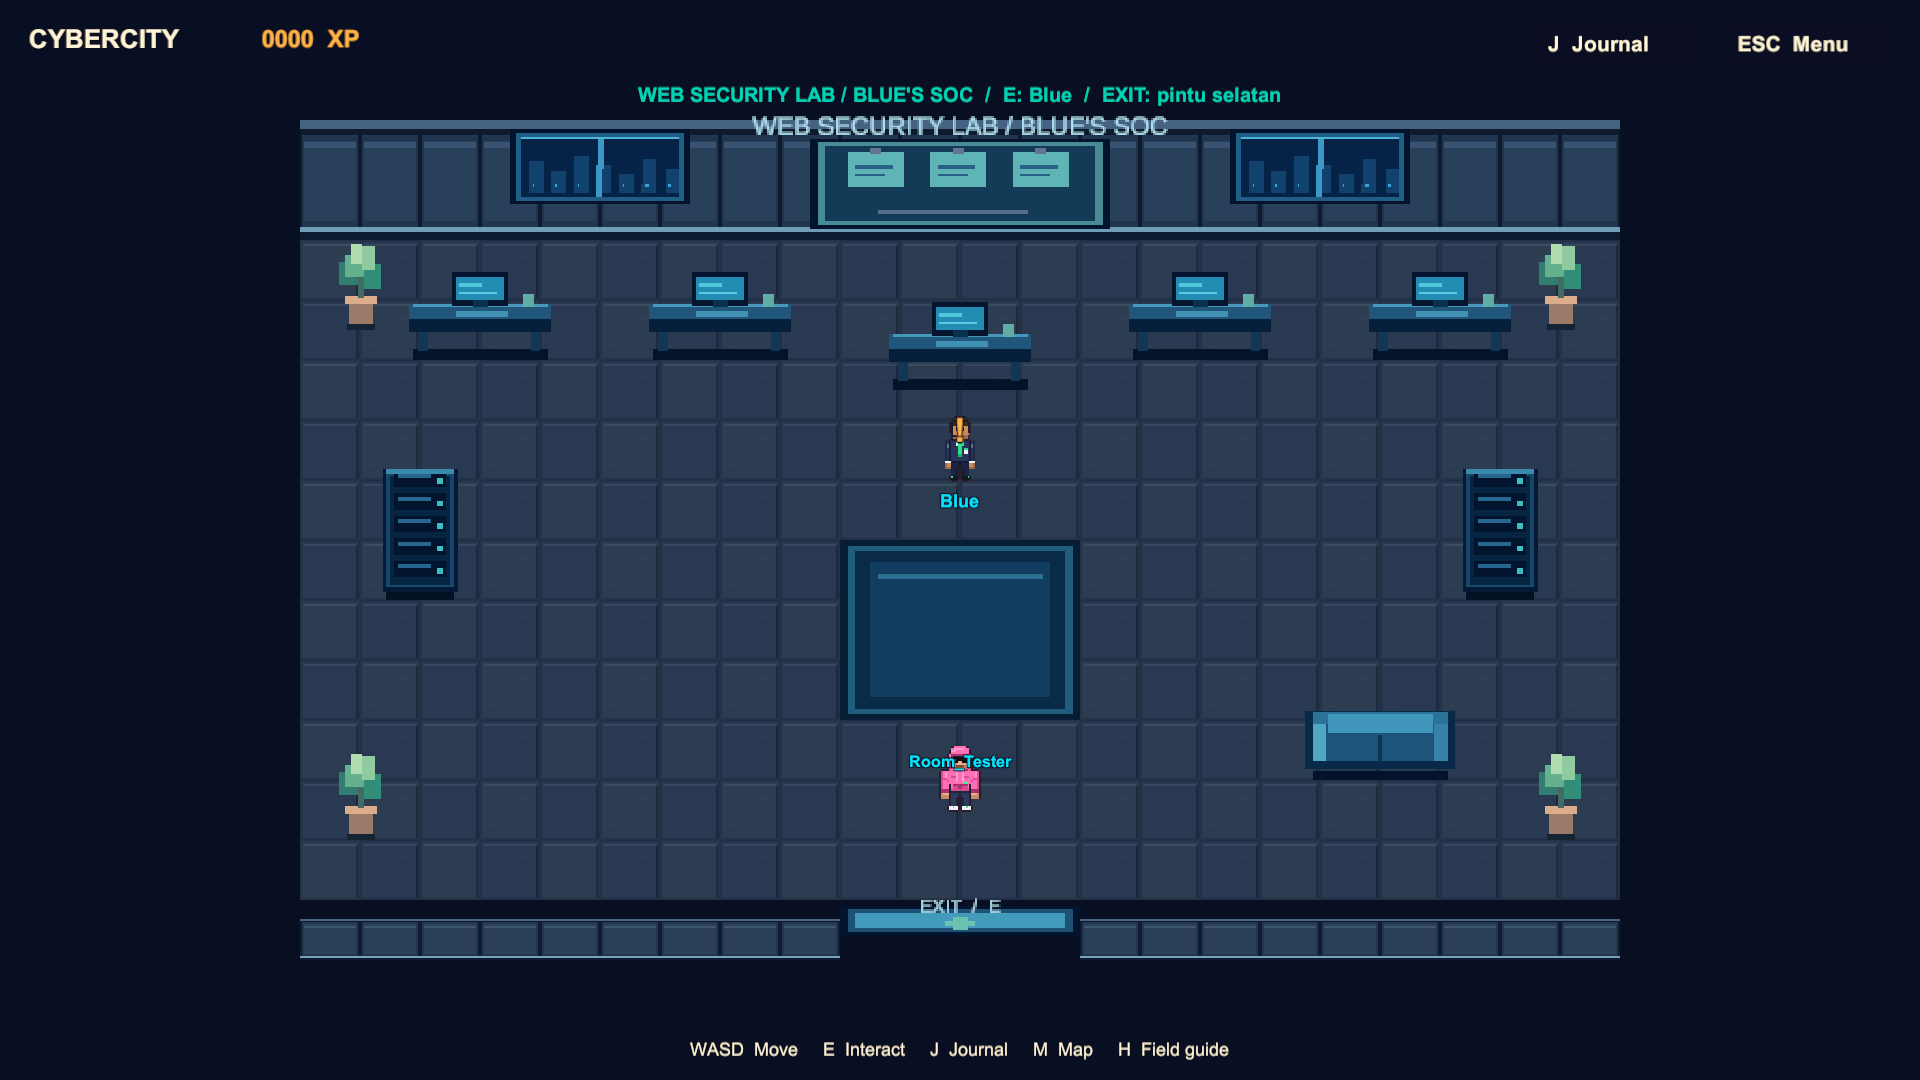 CYBERCITY 0000 XP J Journal ESC Menu
WEB SECURITY LAB / BLUE'S SOC / E: Blue / EXIT: pintu selatan
WEB SECURITY LAB / BLUE'S SOC
Blue
Room Tester
EXIT / E
WASD Move E Interact J Journal M Map H Field guide